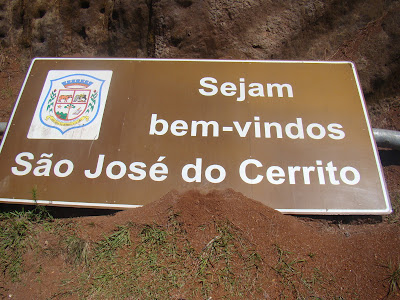 Sejam
bem-vindos
São José do Cerrito